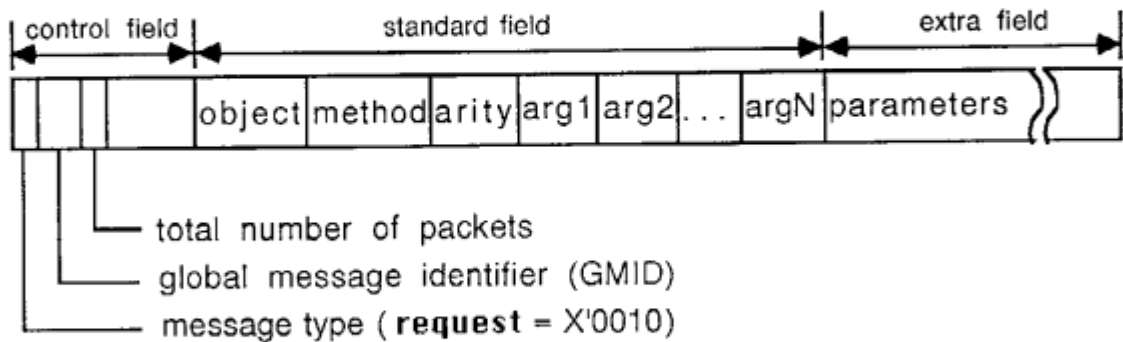 control field standard field extra field
object method arity arg1 arg2 ... argN parameters
total number of packets
global message identifier (GMID)
message type ( request = X'0010)